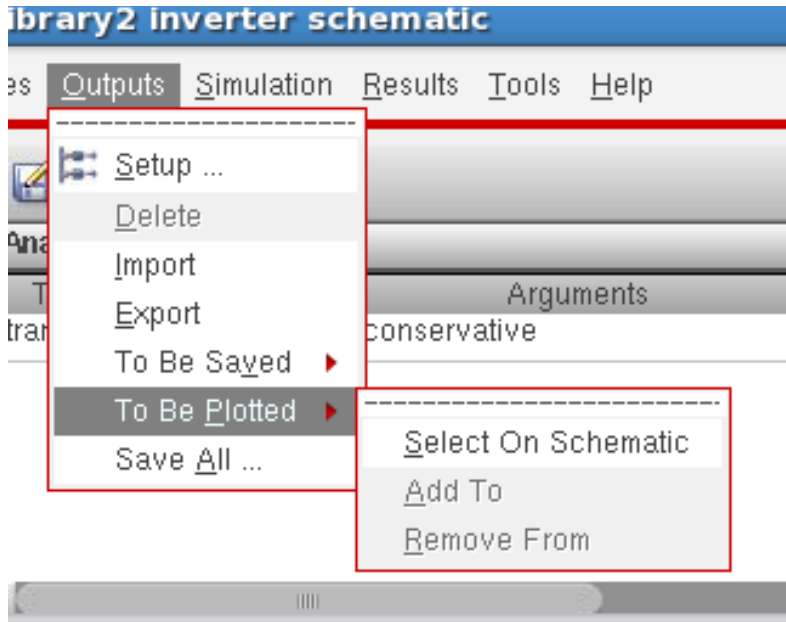 ibrary2 inverter schematic
es Outputs Simulation Results Tools Help
Setup ...
Delete
Ana
Import
T Arguments
Export
tran conservative
To Be Saved
To Be Plotted
Save All ...
Select On Schematic
Add To
Remove From